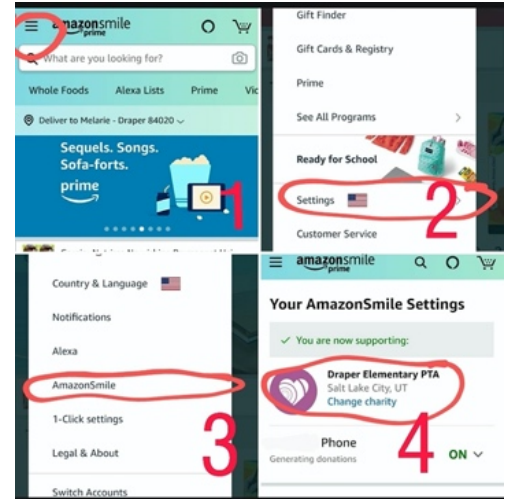 amazonsmile
prime
What are you looking for?
Whole Foods Alexa Lists Prime
Deliver to Melarie - Draper 84020
Sequels. Songs.
Sofa-forts.
prime
1
Gift Finder
Gift Cards & Registry
Prime
See All Programs
Ready for School
Settings
2
Customer Service
Country & Language
Notifications
Alexa
AmazonSmile
1-Click settings
Legal & About
3
Switch Accounts
amazonsmile
prime
Your AmazonSmile Settings
You are now supporting:
Draper Elementary PTA
Salt Lake City, UT
Change charity
4
Phone
Generating donations
ON